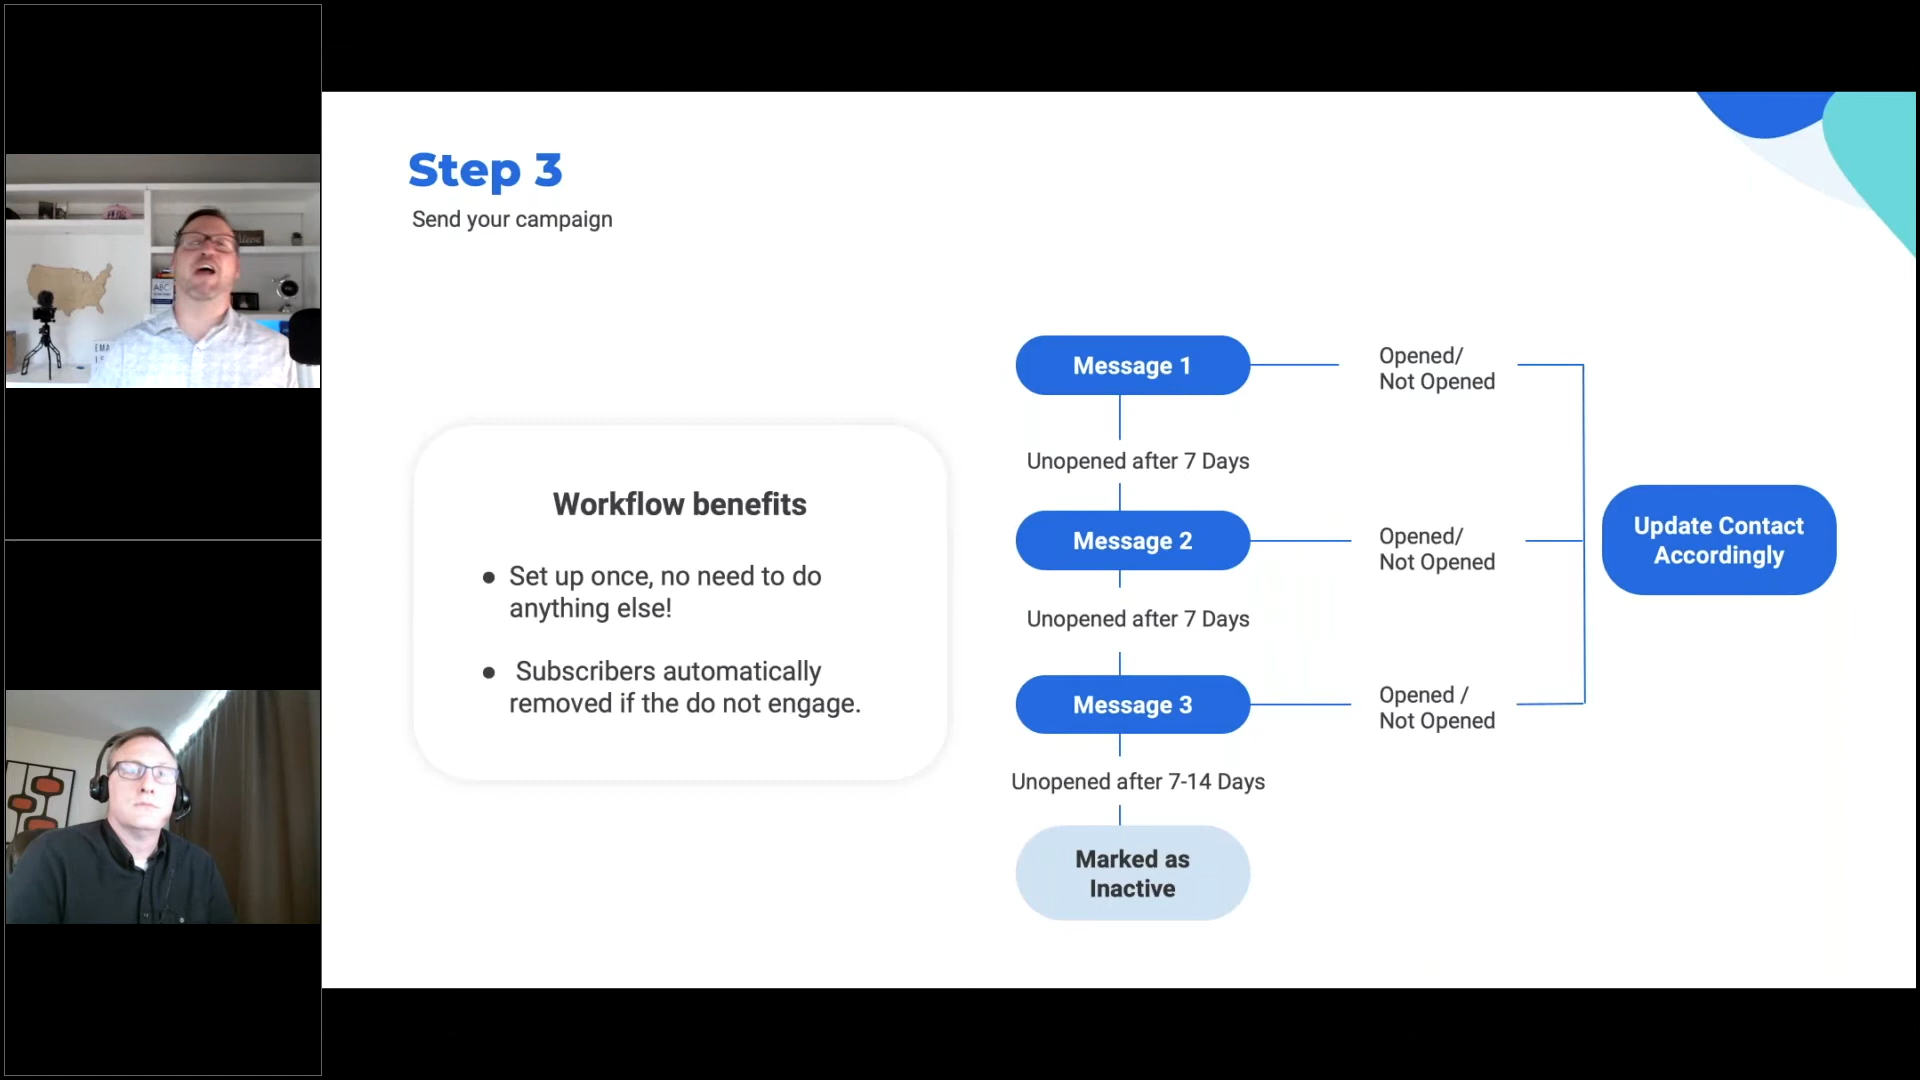 Step 3
Send your campaign
Workflow benefits
● Set up once, no need to do
anything else!
● Subscribers automatically
removed if the do not engage.
Message 1
Opened/
Not Opened
Unopened after 7 Days
Message 2
Opened/
Not Opened
Update Contact
Accordingly
Unopened after 7 Days
Message 3
Opened /
Not Opened
Unopened after 7-14 Days
Marked as
Inactive
ABC
EMA